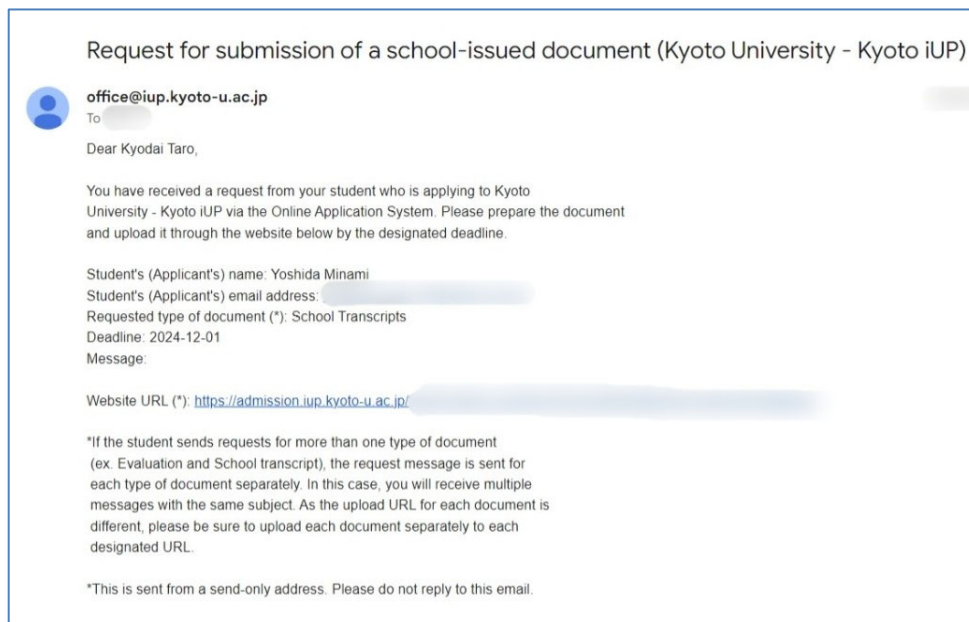 Request for submission of a school-issued document (Kyoto University - Kyoto iUP)
office@iup.kyoto-u.ac.jp
To
Dear Kyodai Taro,
You have received a request from your student who is applying to Kyoto
University - Kyoto iUP via the Online Application System. Please prepare the document
and upload it through the website below by the designated deadline.
Student's (Applicant's) name: Yoshida Minami
Student's (Applicant's) email address:
Requested type of document (*): School Transcripts
Deadline: 2024-12-01
Message:
Website URL (*): https://admission.iup.kyoto-u.ac.jp/
*If the student sends requests for more than one type of document
(ex. Evaluation and School transcript), the request message is sent for
each type of document separately. In this case, you will receive multiple
messages with the same subject. As the upload URL for each document is
different, please be sure to upload each document separately to each
designated URL.
*This is sent from a send-only address. Please do not reply to this email.